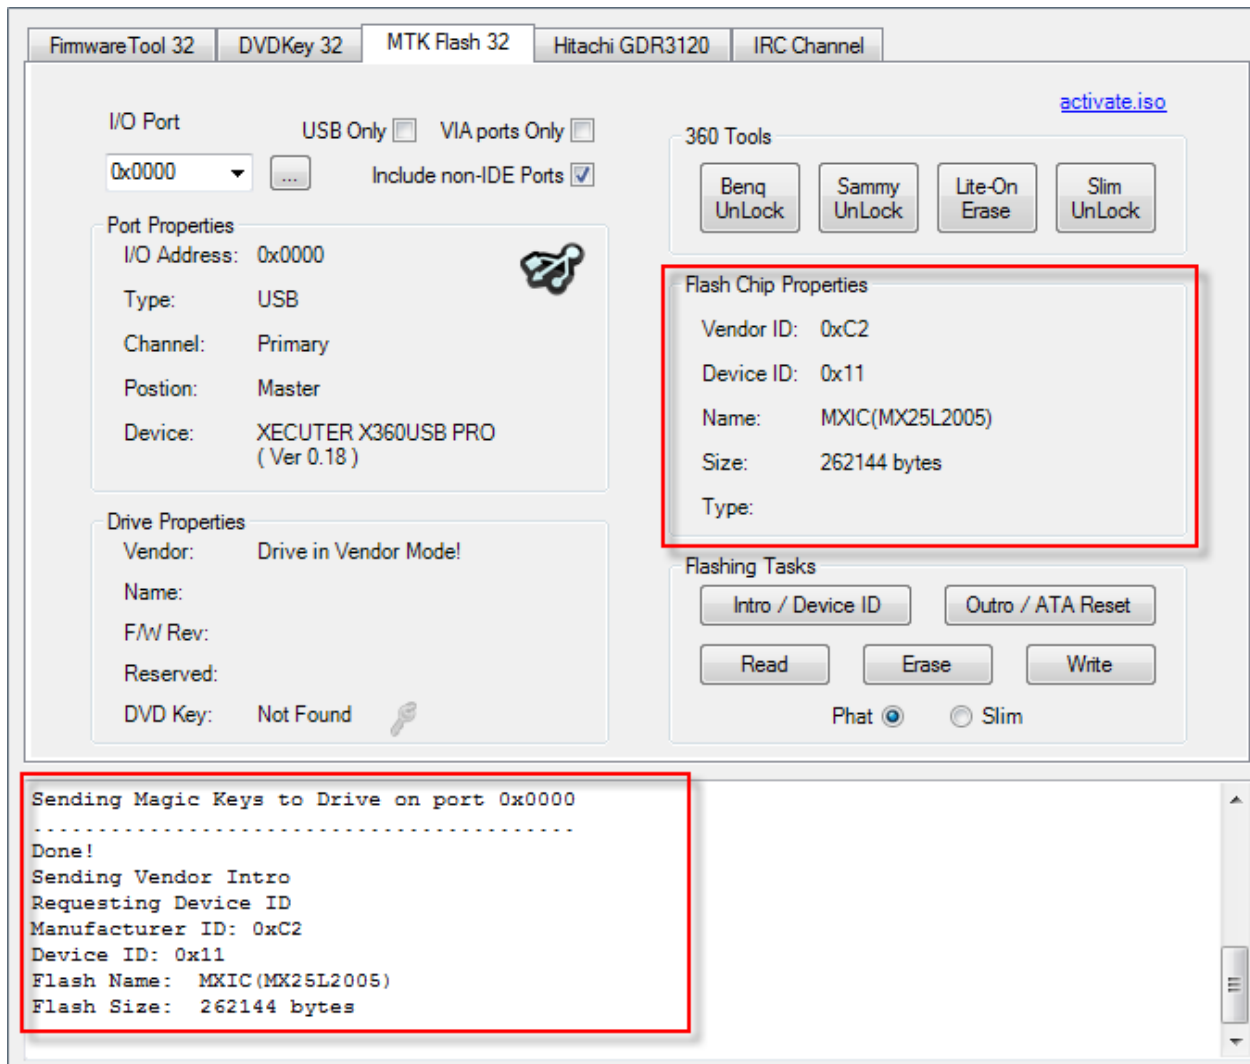 FirmwareTool 32 DVDKey 32 MTK Flash 32 Hitachi GDR3120 IRC Channel
activate.iso
I/O Port USB Only VIA ports Only
0x0000 ... Include non-IDE Ports
Port Properties
I/O Address: 0x0000
Type: USB
Channel: Primary
Postion: Master
Device: XECUTER X360USB PRO
( Ver 0.18 )
Drive Properties
Vendor: Drive in Vendor Mode!
Name:
F/W Rev:
Reserved:
DVD Key: Not Found
360 Tools
Benq
UnLock
Sammy
UnLock
Lite-On
Erase
Slim
UnLock
Flash Chip Properties
Vendor ID: 0xC2
Device ID: 0x11
Name: MXIC(MX25L2005)
Size: 262144 bytes
Type:
Flashing Tasks
Intro / Device ID Outro / ATA Reset
Read Erase Write
Phat Slim
Sending Magic Keys to Drive on port 0x0000
..........................................
Done!
Sending Vendor Intro
Requesting Device ID
Manufacturer ID: 0xC2
Device ID: 0x11
Flash Name:  MXIC(MX25L2005)
Flash Size:  262144 bytes